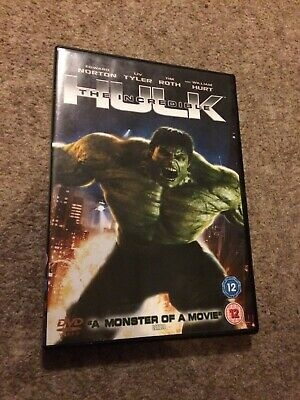 EDWARD NORTON LIV TYLER TIM ROTH AND WILLIAM HURT
THE INCREDIBLE
HULK
12
12
DVD "A MONSTER OF A MOVIE"